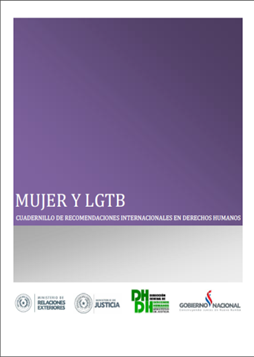 MUJER Y LGTB
CUADERNILLO DE RECOMENDACIONES INTERNACIONALES EN DERECHOS HUMANOS
MINISTERIO DE
RELACIONES
EXTERIORES
MINISTERIO DE
JUSTICIA
DH
DH
GOBIERNO NACIONAL